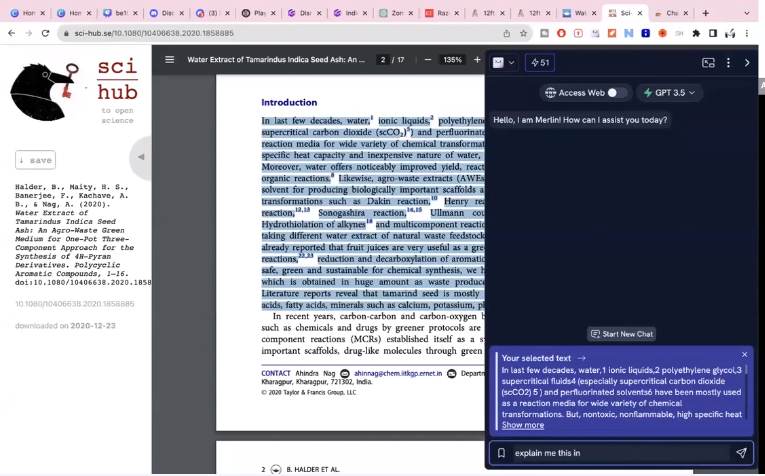 Hom
Hom
be10
Disc
(3)
Play
Disc
Indi
Zom
Raz
12ft
12ft
Wat
Sci-
Cha
sci-hub.se/10.1080/10406638.2020.1858885
sci
hub
to open
science
↓ save
Halder, B., Maity, H. S.,
Banerjee, F., Kachave, A.
B., & Nag, A. (2020).
Water Extract of
Tamarindus Indica Seed
Ash: An Agro-Waste Green
Medium for One-Pot Three-
Component Approach for the
Synthesis of 4H-Pyran
Derivatives. Polycyclic
Aromatic Compounds, 1–16.
doi:10.1080/10406638.2020.1858
10.1080/10406638.2020.1858885
downloaded on 2020-12-23
Water Extract of Tamarindus Indica Seed Ash: An ...
2 / 17
135%
Introduction
In last few decades, water,1 ionic liquids,2 polyethylene
supercritical carbon dioxide (scCO2)5) and perfluorinate
reaction media for wide variety of chemical transformat
specific heat capacity and inexpensive nature of water,
Moreover, water offers noticeably improved yield, react
organic reactions.8 Likewise, agro-waste extracts (AWEs
solvent for producing biologically important scaffolds a
transformations such as Dakin reaction,10 Henry rea
reaction,12,13 Sonogashira reaction,14,15 Ullmann cou
Hydrothiolation of alkynes18 and multicomponent reactio
taking different water extract of natural waste feedstock
already reported that fruit juices are very useful as a gre
reactions,22,23 reduction and decarboxylation of aromatic
safe, green and sustainable for chemical synthesis, we h
which is obtained in huge amount as waste produc
Literature reports reveal that tamarind seed is mostly
acids, fatty acids, minerals such as calcium, potassium, pl
In recent years, carbon-carbon and carbon-oxygen b
such as chemicals and drugs by greener protocols are
component reactions (MCRs) established itself as a s
important scaffolds, drug-like molecules through green
CONTACT Ahindra Nag ahinnag@chem.iitkgp.ernet.in Departn
Kharagpur, Kharagpur, 721302, India.
© 2020 Taylor & Francis Group, LLC
2 B. HALDER ET AL.
51
Access Web
GPT 3.5
Hello, I am Merlin! How can I assist you today?
Start New Chat
Your selected text →
In last few decades, water,1 ionic liquids,2 polyethylene glycol,3
supercritical fluids4 (especially supercritical carbon dioxide
(scCO2) 5 ) and perfluorinated solvents6 have been mostly used
as a reaction media for wide variety of chemical
transformations. But, nontoxic, nonflammable, high specific heat
Show more
explain me this in